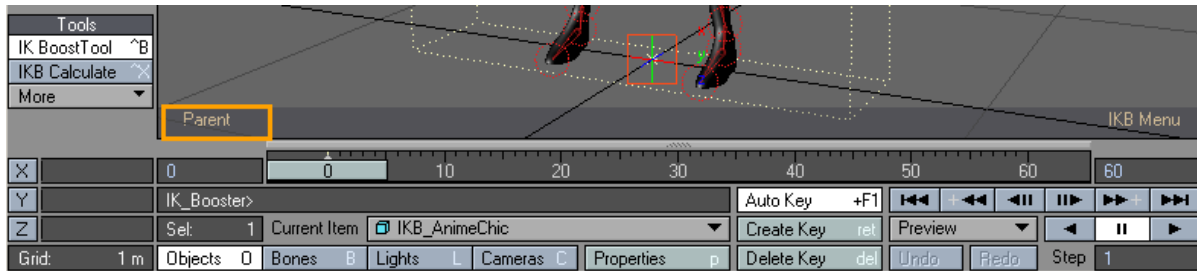 Tools
IK BoostTool ^B
IKB Calculate ^X
More
Parent
IKB Menu
X 0 0 10 20 30 40 50 60 60
Y IK_Booster> Auto Key +F1
Z Sel: 1 Current Item IKB_AnimeChic Create Key ret Preview
Grid: 1 m Objects O Bones B Lights L Cameras C Properties p Delete Key del Undo Redo Step 1
x
y